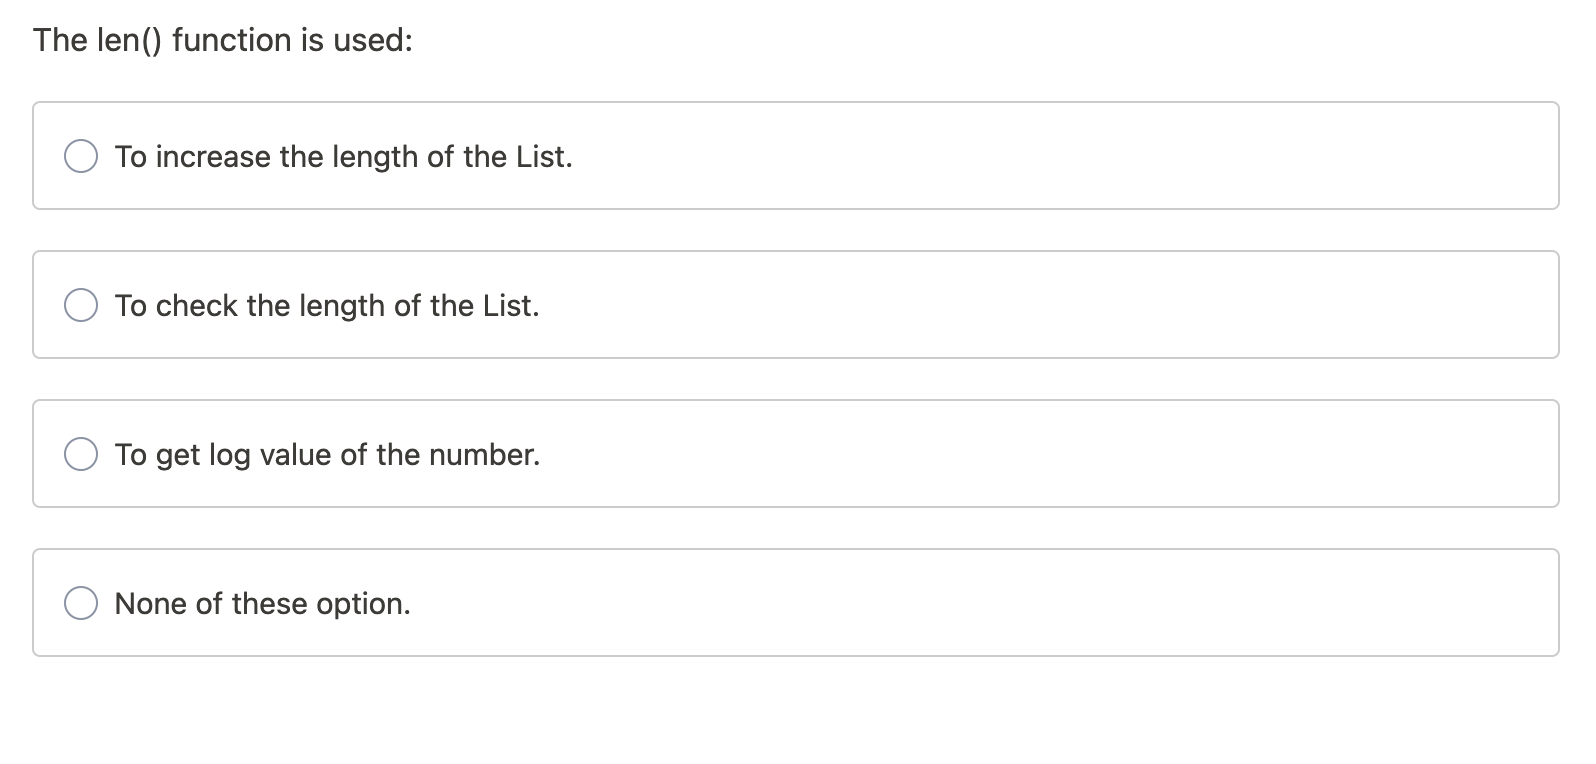 The len() function is used:
To increase the length of the List.
To check the length of the List.
To get log value of the number.
None of these option.